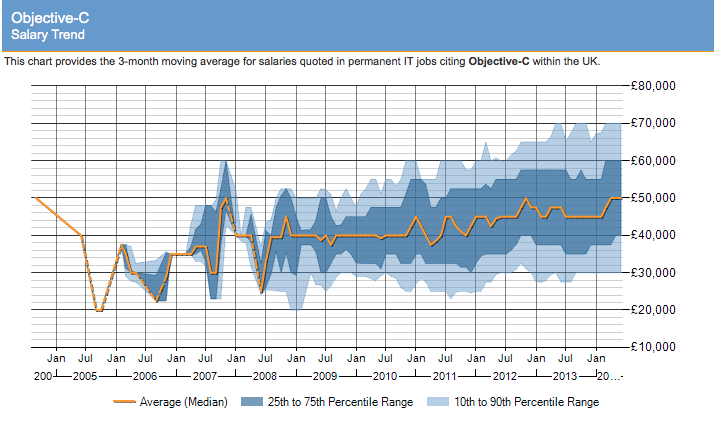 Objective-C
Salary Trend
This chart provides the 3-month moving average for salaries quoted in permanent IT jobs citing Objective-C within the UK.
£80,000
£70,000
£60,000
£50,000
£40,000
£30,000
£20,000
£10,000
Jan Jul Jan Jul Jan Jul Jan Jul Jan Jul Jan Jul Jan Jul Jan Jul Jan Jul Jan
200 2005 2006 2007 2008 2009 2010 2011 2012 2013 20...
Average (Median) 25th to 75th Percentile Range 10th to 90th Percentile Range